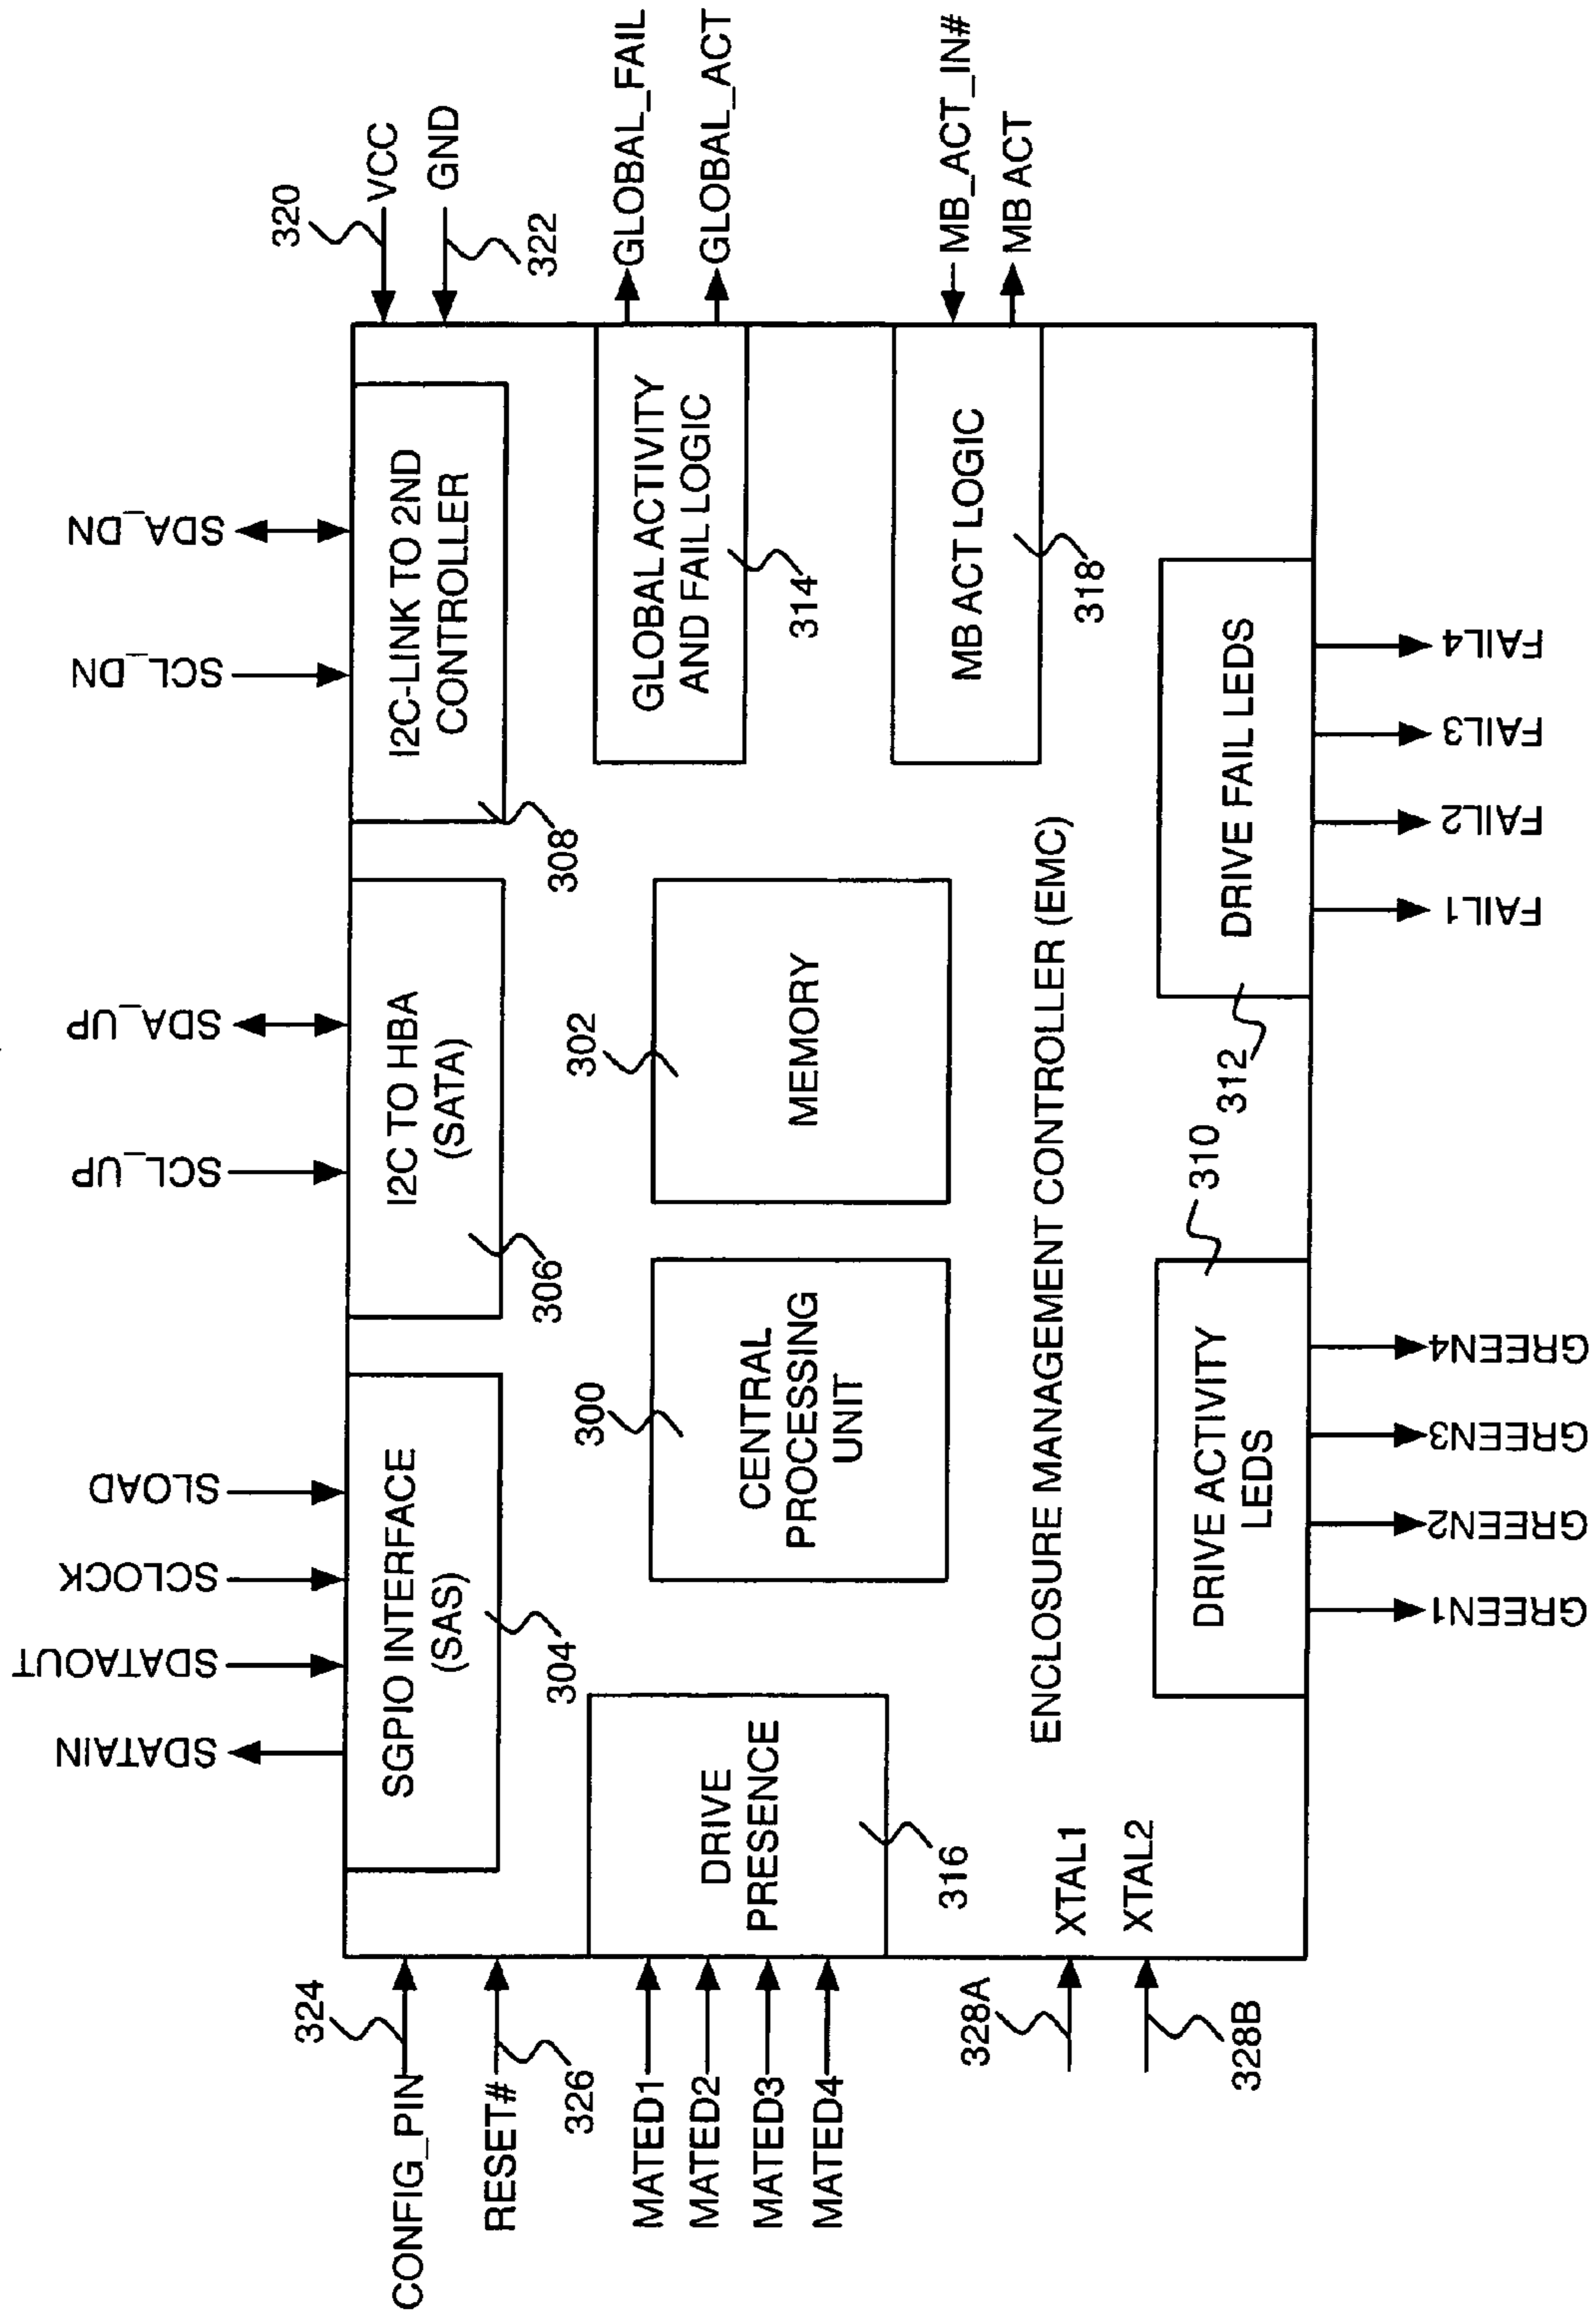 SDATAIN
SDATAOUT
SCLOCK
SLOAD
SCL_UP
SDA_UP
SCL_DN
SDA_DN
324
CONFIG_PIN
RESET#
326
SGPIO INTERFACE
(SAS)
304
I2C TO HBA
(SATA)
306
I2C-LINK TO 2ND
CONTROLLER
308
320
VCC
GND
322
MATED1
MATED2
MATED3
MATED4
DRIVE
PRESENCE
316
300
CENTRAL
PROCESSING
UNIT
302
MEMORY
GLOBAL ACTIVITY
AND FAIL LOGIC
314
GLOBAL_FAIL
GLOBAL_ACT
MB ACT LOGIC
318
MB_ACT_IN#
MB ACT
ENCLOSURE MANAGEMENT CONTROLLER (EMC)
328A
XTAL1
XTAL2
328B
310
DRIVE ACTIVITY
LEDS
312
DRIVE FAIL LEDS
GREEN1
GREEN2
GREEN3
GREEN4
FAIL1
FAIL2
FAIL3
FAIL4